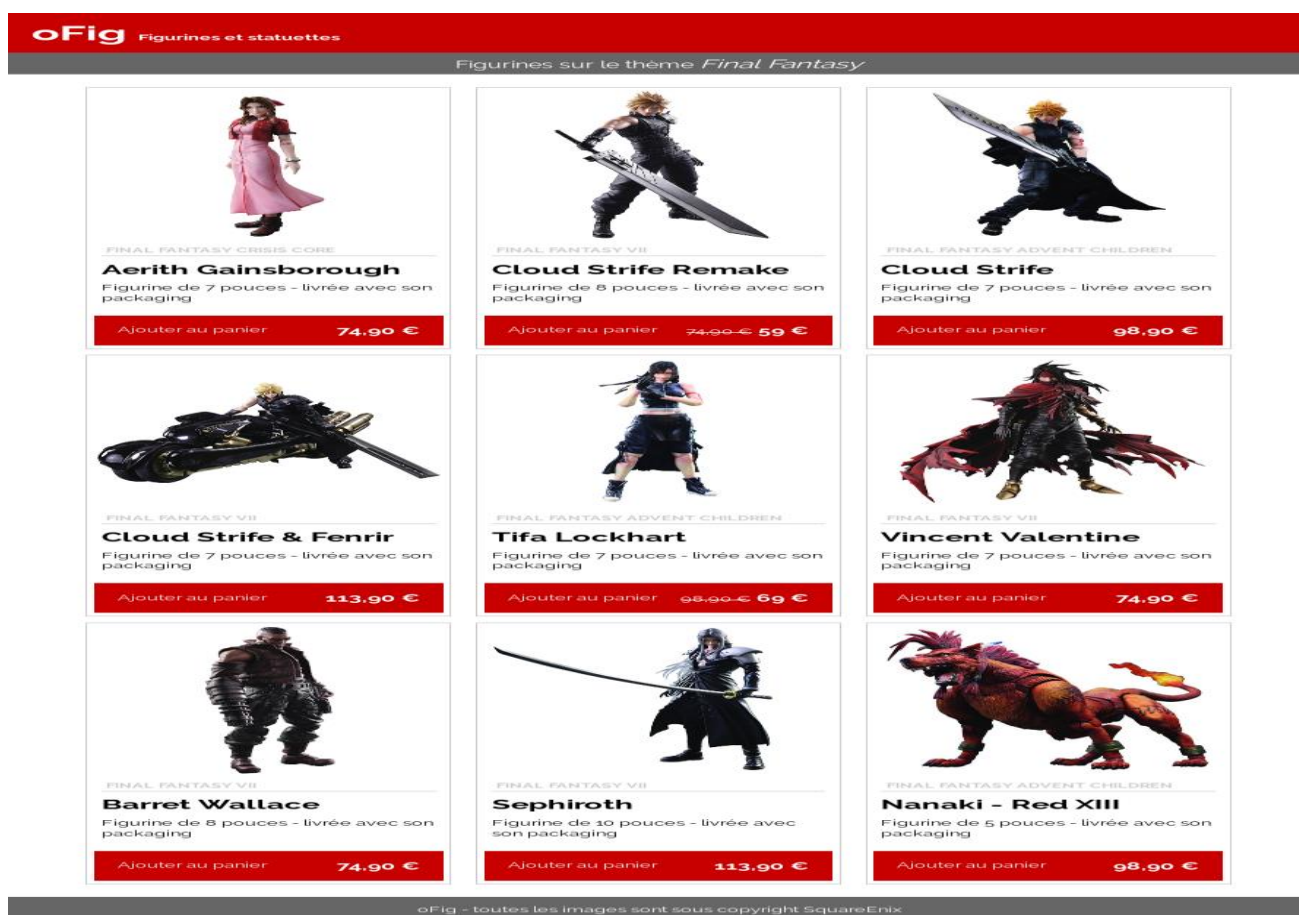 oFig Figurines et statuettes
Figurines sur le thème Final Fantasy
FINAL FANTASY CRISIS CORE
Aerith Gainsborough
Figurine de 7 pouces - livrée avec son
packaging
Ajouter au panier 74.90 €
FINAL FANTASY VII
Cloud Strife Remake
Figurine de 8 pouces - livrée avec son
packaging
Ajouter au panier 74.90 € 59 €
FINAL FANTASY ADVENT CHILDREN
Cloud Strife
Figurine de 7 pouces - livrée avec son
packaging
Ajouter au panier 98.90 €
FINAL FANTASY VII
Cloud Strife & Fenrir
Figurine de 7 pouces - livrée avec son
packaging
Ajouter au panier 113.90 €
FINAL FANTASY ADVENT CHILDREN
Tifa Lockhart
Figurine de 7 pouces - livrée avec son
packaging
Ajouter au panier 98.90 € 69 €
FINAL FANTASY VII
Vincent Valentine
Figurine de 7 pouces - livrée avec son
packaging
Ajouter au panier 74.90 €
FINAL FANTASY VII
Barret Wallace
Figurine de 8 pouces - livrée avec son
packaging
Ajouter au panier 74.90 €
FINAL FANTASY VII
Sephiroth
Figurine de 10 pouces - livrée avec
son packaging
Ajouter au panier 113.90 €
FINAL FANTASY ADVENT CHILDREN
Nanaki - Red XIII
Figurine de 5 pouces - livrée avec son
packaging
Ajouter au panier 98.90 €
oFig - toutes les images sont sous copyright SquareEnix